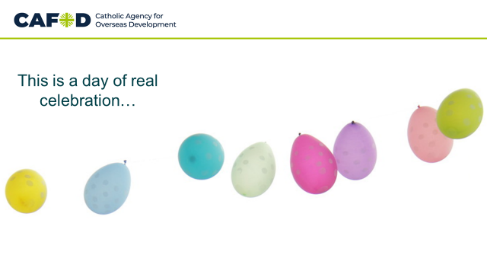 CAFOD
Catholic Agency for
Overseas Development
This is a day of real
celebration…